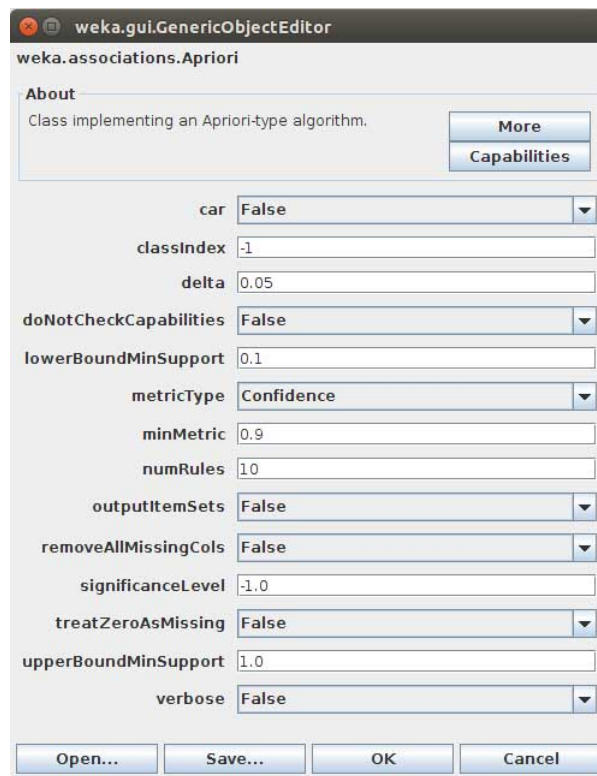 weka.gui.GenericObjectEditor
weka.associations.Apriori
About
Class implementing an Apriori-type algorithm.
More
Capabilities
car False
classIndex -1
delta 0.05
doNotCheckCapabilities False
lowerBoundMinSupport 0.1
metricType Confidence
minMetric 0.9
numRules 10
outputItemSets False
removeAllMissingCols False
significanceLevel -1.0
treatZeroAsMissing False
upperBoundMinSupport 1.0
verbose False
Open... Save... OK Cancel